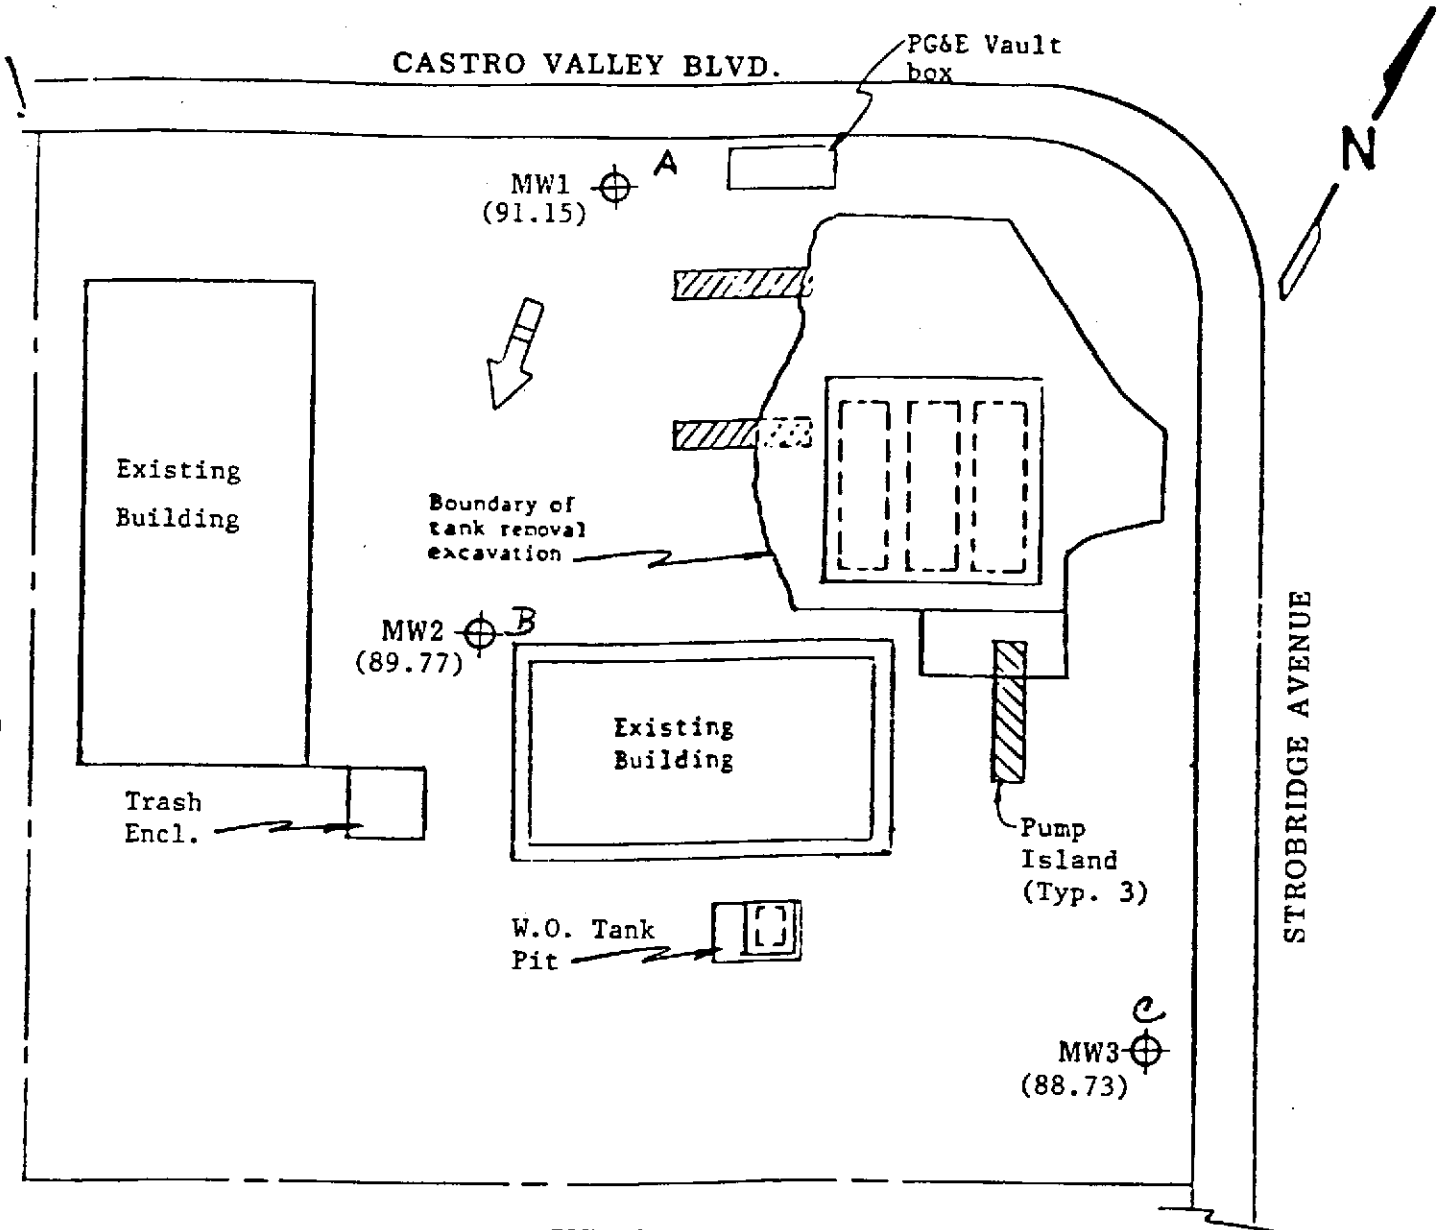 CASTRO VALLEY BLVD.
PG&E Vault
box
N
MW1
(91.15)
A
Existing
Building
Boundary of
tank removal
excavation
MW2
(89.77)
B
Existing
Building
Trash
Encl.
Pump
Island
(Typ. 3)
W.O. Tank
Pit
STROBRIDGE AVENUE
C
MW3
(88.73)